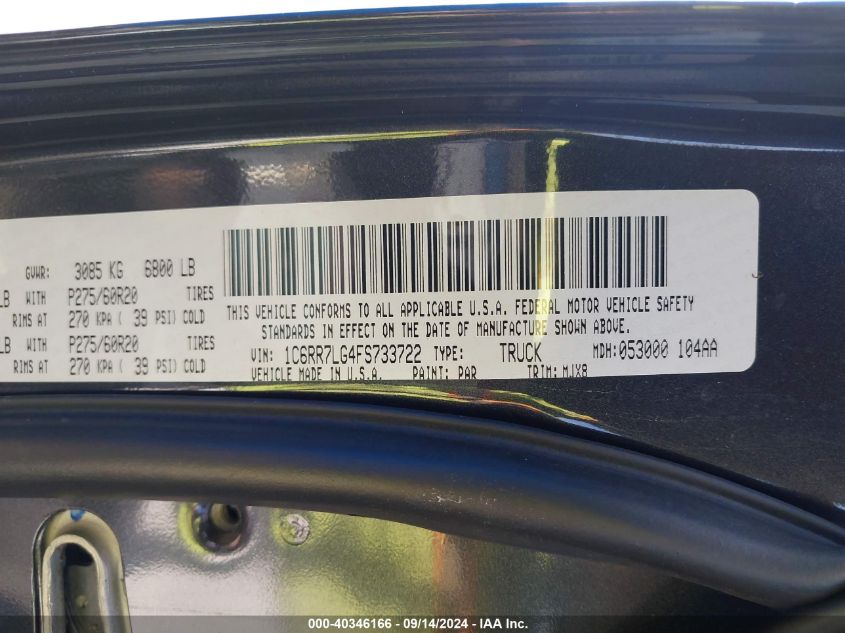 GVWR: 3085 KG 6800 LB
LB WITH P275/60R20 TIRES
RIMS AT 270 KPA ( 39 PSI) COLD
LB WITH P275/60R20 TIRES
RIMS AT 270 KPA ( 39 PSI) COLD
THIS VEHICLE CONFORMS TO ALL APPLICABLE U.S.A. FEDERAL MOTOR VEHICLE SAFETY
STANDARDS IN EFFECT ON THE DATE OF MANUFACTURE SHOWN ABOVE.
VIN: 1C6RR7LG4FS733722 TYPE: TRUCK MDH: 053000 104AA
VEHICLE MADE IN U.S.A. PAINT: PAR TRIM: MJX8
000-40346166 - 09/14/2024 - IAA Inc.